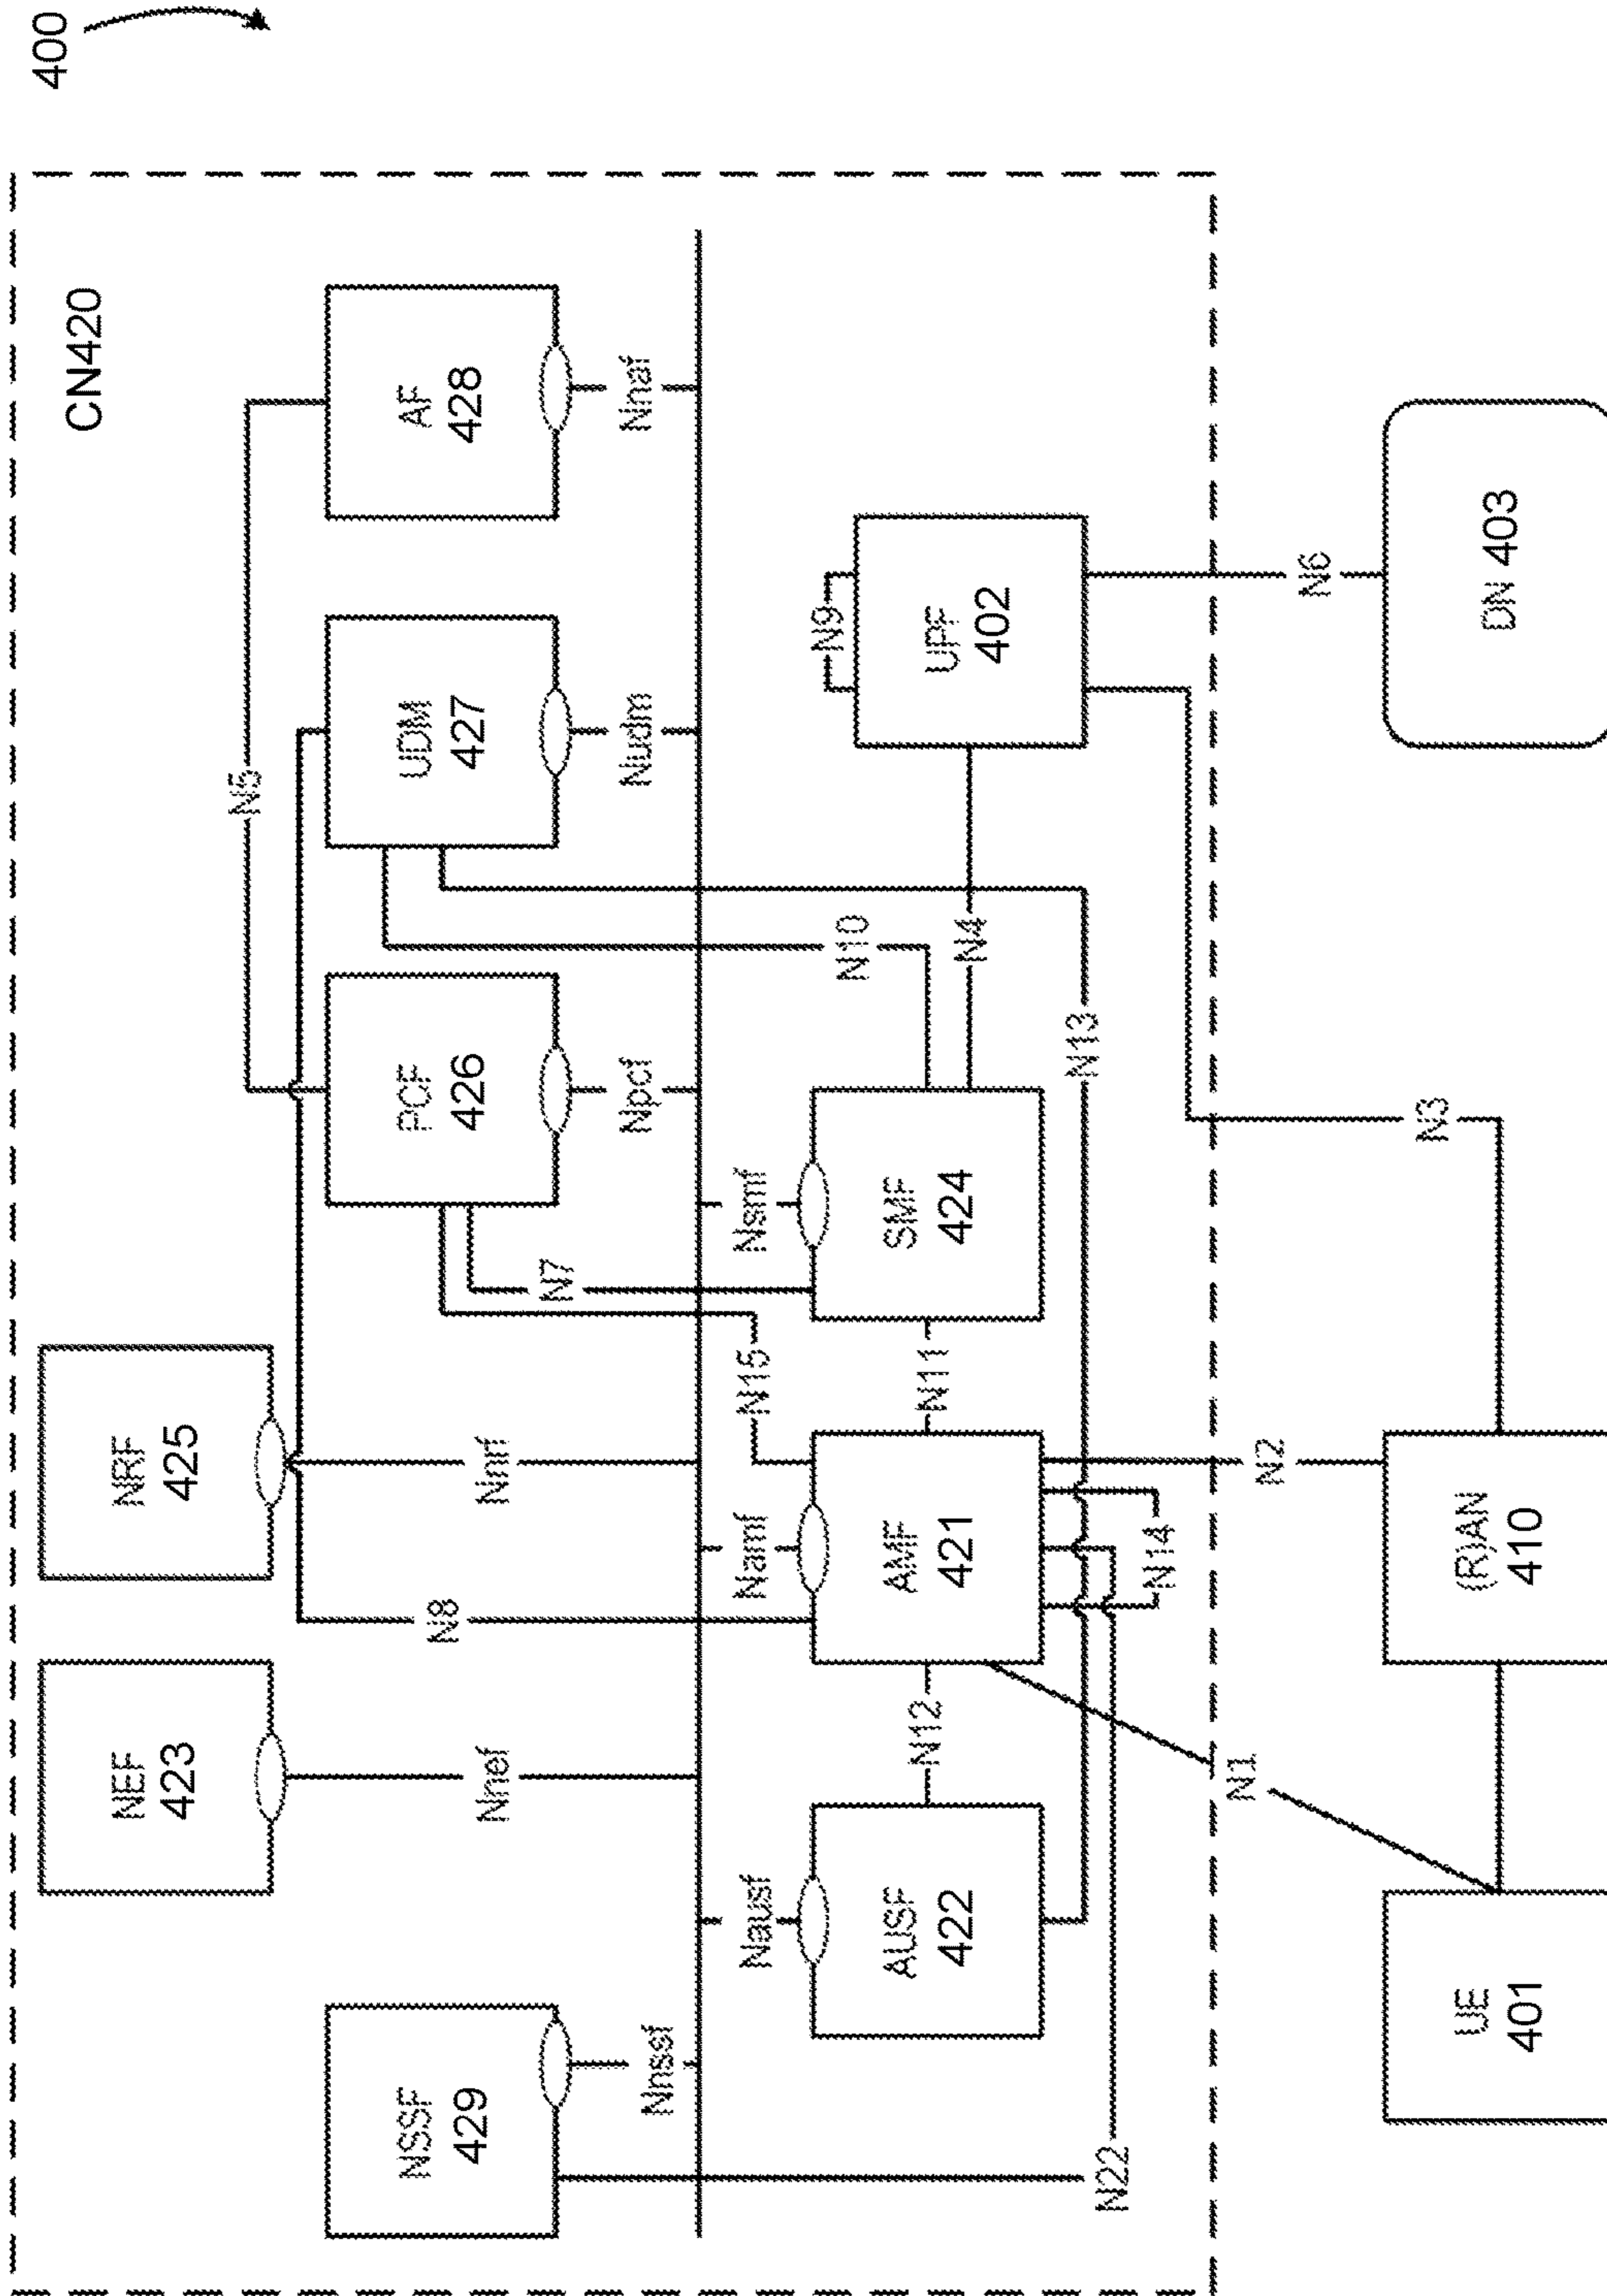 400
CN420
NEF
423
NRF
425
N5
NSSF
429
PCF
426
UDM
427
AF
428
N8
Nnef
Nnrf
N7
Nnssf
Npcf
Nudm
Nnaf
Nausf
Namf
N15
Nsmf
N10
N9
AUSF
422
N12
AMF
421
N11
SMF
424
N4
UPF
402
N13
N22
N14
N1
N2
N3
N6
UE
401
(R)AN
410
DN 403